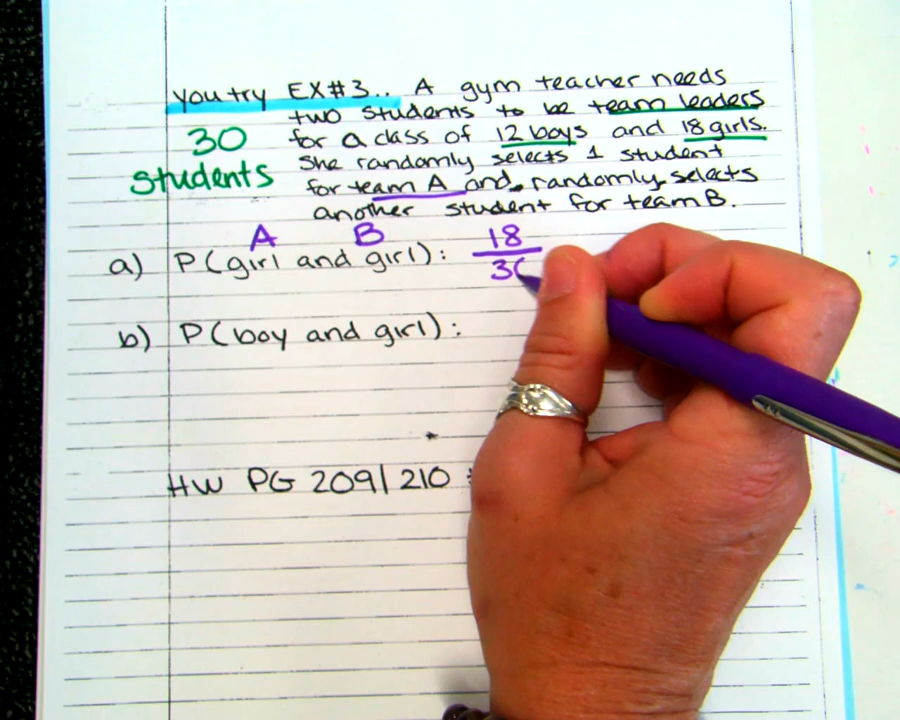 you try EX#3.. A gym teacher needs
two students to be team leaders
for a class of 12 boys and 18 girls.
She randomly selects 1 student
for team A and randomly selects
another student for team B.
30
students
A B
a) P(girl and girl): 18
30
b) P(boy and girl):
HW PG 209/210